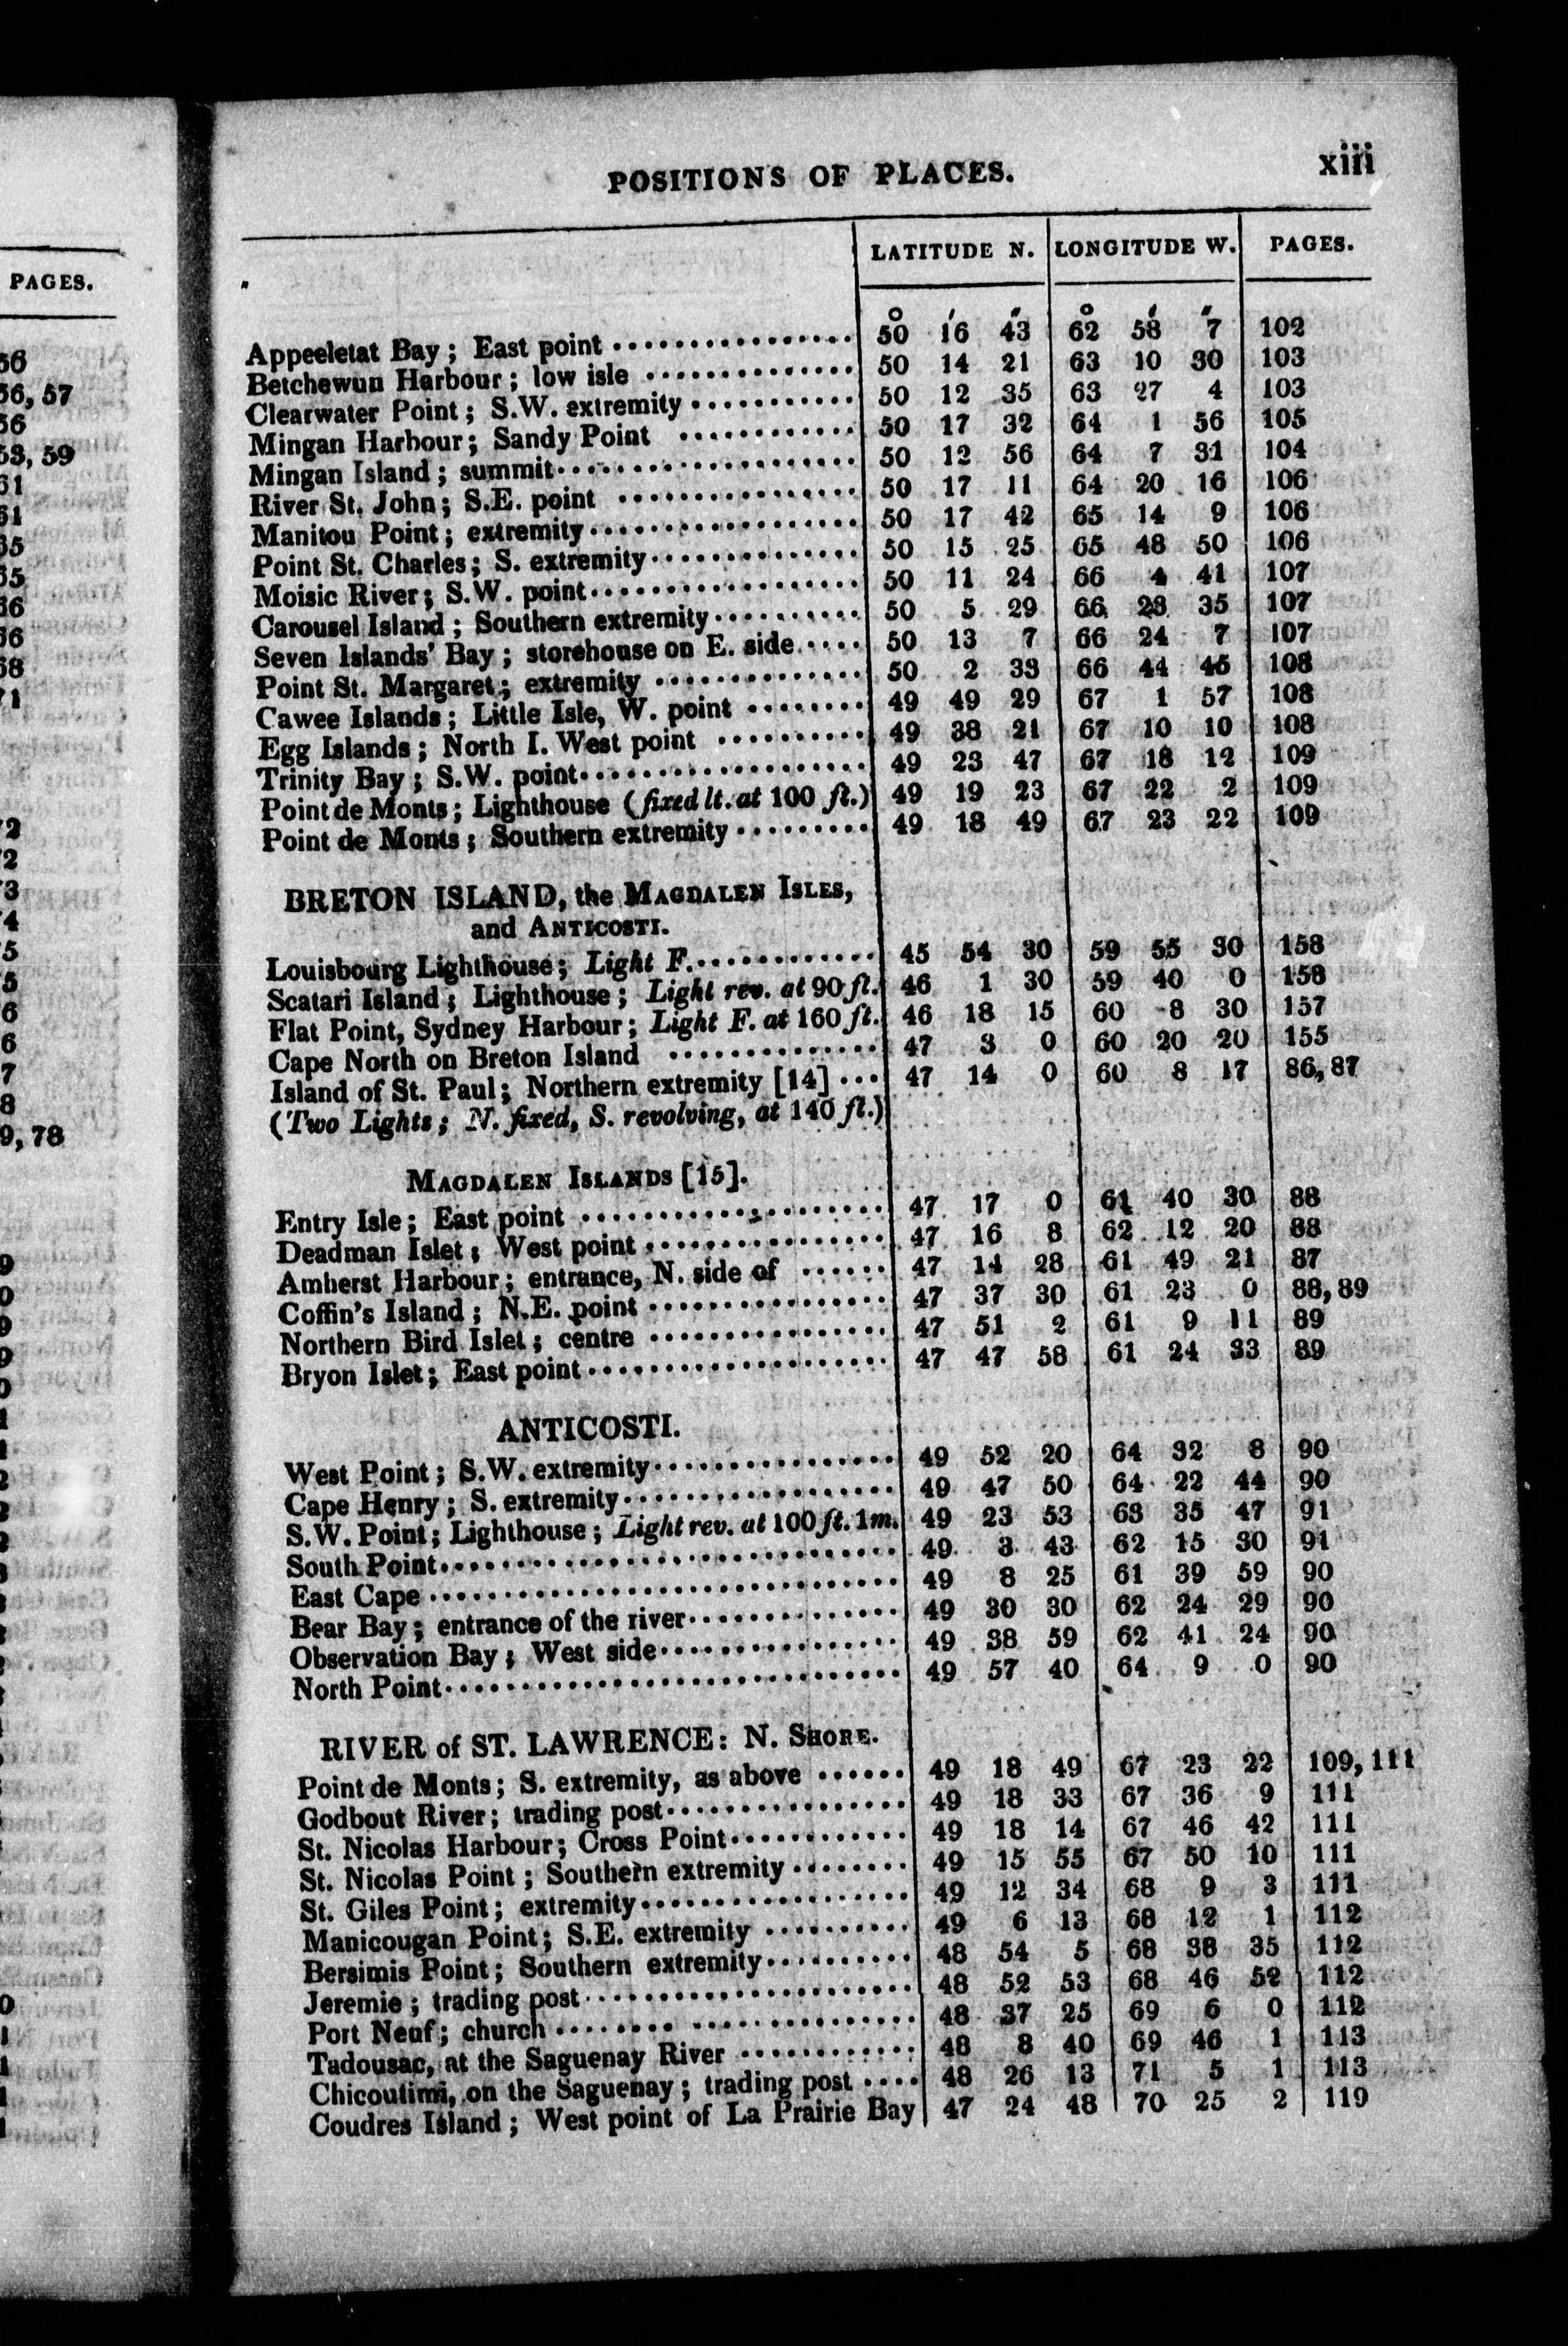 POSITIONS OF PLACES. xiii
LATITUDE N. LONGITUDE W. PAGES.
° ′ ″ ° ′ ″
Appeeletat Bay; East point 50 16 43 62 58 7 102
Betchewun Harbour; low isle 50 14 21 63 10 30 103
Clearwater Point; S.W. extremity 50 12 35 63 27 4 103
Mingan Harbour; Sandy Point 50 17 32 64 1 56 105
Mingan Island; summit 50 12 56 64 7 31 104
River St. John; S.E. point 50 17 11 64 20 16 106
Manitou Point; extremity 50 17 42 65 14 9 106
Point St. Charles; S. extremity 50 15 25 65 48 50 106
Moisic River; S.W. point 50 11 24 66 4 41 107
Carousel Island; Southern extremity 50 5 29 66 23 35 107
Seven Islands' Bay; storehouse on E. side 50 13 7 66 24 7 107
Point St. Margaret; extremity 50 2 33 66 44 45 108
Cawee Islands; Little Isle, W. point 49 49 29 67 1 57 108
Egg Islands; North I. West point 49 38 21 67 10 10 108
Trinity Bay; S.W. point 49 23 47 67 18 12 109
Point de Monts; Lighthouse (fixed lt. at 100 ft.) 49 19 23 67 22 2 109
Point de Monts; Southern extremity 49 18 49 67 23 22 109
BRETON ISLAND, the MAGDALEN ISLES,
and ANTICOSTI.
Louisbourg Lighthouse; Light F. 45 54 30 59 55 30 158
Scatari Island; Lighthouse; Light rev. at 90 ft. 46 1 30 59 40 0 158
Flat Point, Sydney Harbour; Light F. at 160 ft. 46 18 15 60 8 30 157
Cape North on Breton Island 47 3 0 60 20 20 155
Island of St. Paul; Northern extremity [14] 47 14 0 60 8 17 86, 87
(Two Lights; N. fixed, S. revolving, at 140 ft.)
MAGDALEN ISLANDS [15].
Entry Isle; East point 47 17 0 61 40 30 88
Deadman Islet; West point 47 16 8 62 12 20 88
Amherst Harbour; entrance, N. side of 47 14 28 61 49 21 87
Coffin's Island; N.E. point 47 37 30 61 23 0 88, 89
Northern Bird Islet; centre 47 51 2 61 9 11 89
Bryon Islet; East point 47 47 58 61 24 33 89
ANTICOSTI.
West Point; S.W. extremity 49 52 20 64 32 8 90
Cape Henry; S. extremity 49 47 50 64 22 44 90
S.W. Point; Lighthouse; Light rev. at 100 ft. 1m. 49 23 53 63 35 47 91
South Point 49 3 43 62 15 30 91
East Cape 49 8 25 61 39 59 90
Bear Bay; entrance of the river 49 30 30 62 24 29 90
Observation Bay; West side 49 38 59 62 41 24 90
North Point 49 57 40 64 9 0 90
RIVER of ST. LAWRENCE: N. SHORE.
Point de Monts; S. extremity, as above 49 18 49 67 23 22 109, 111
Godbout River; trading post 49 18 33 67 36 9 111
St. Nicolas Harbour; Cross Point 49 18 14 67 46 42 111
St. Nicolas Point; Southern extremity 49 15 55 67 50 10 111
St. Giles Point; extremity 49 12 34 68 9 3 111
Manicougan Point; S.E. extremity 49 6 13 68 12 1 112
Bersimis Point; Southern extremity 48 54 5 68 38 35 112
Jeremie; trading post 48 52 53 68 46 52 112
Port Neuf; church 48 37 25 69 6 0 112
Tadousac, at the Saguenay River 48 8 40 69 46 1 113
Chicoutimi, on the Saguenay; trading post 48 26 13 71 5 1 113
Coudres Island; West point of La Prairie Bay 47 24 48 70 25 2 119
PAGES.